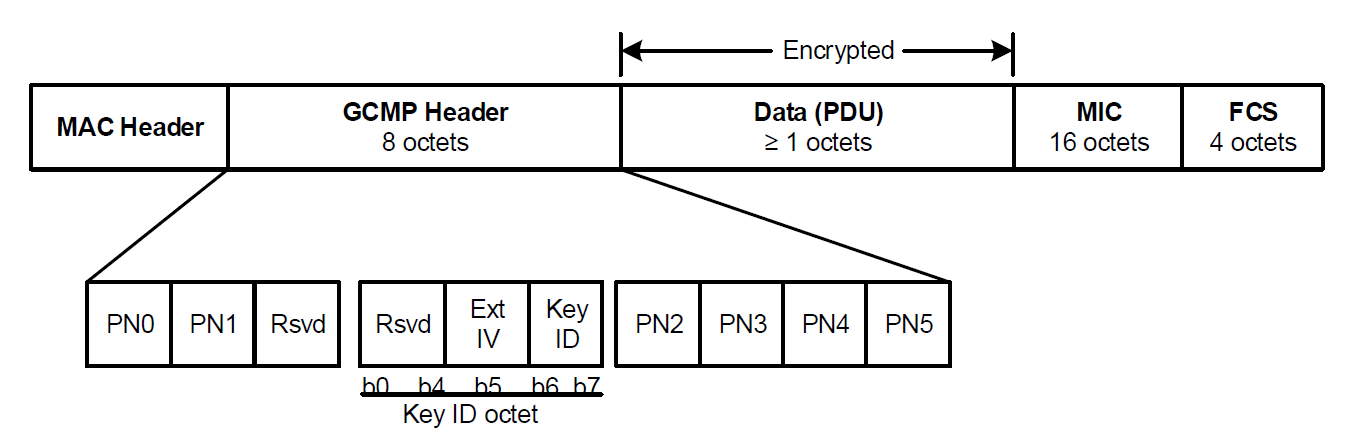 Encrypted
MAC Header
GCMP Header
8 octets
Data (PDU)
≥ 1 octets
MIC
16 octets
FCS
4 octets
PN0
PN1
Rsvd
Rsvd
Ext
IV
Key
ID
PN2
PN3
PN4
PN5
b0 b4 b5 b6 b7
Key ID octet